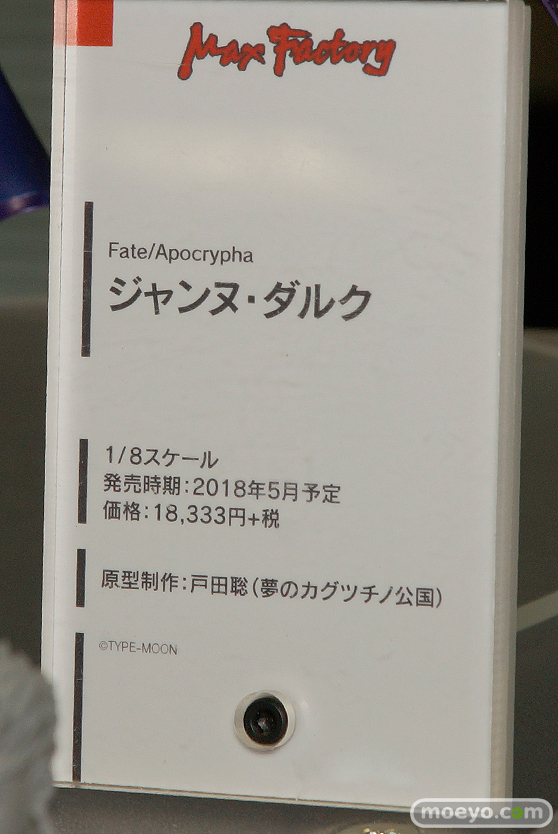 Max Factory
Fate/Apocrypha
ジャンヌ・ダルク
1/8スケール
発売時期:2018年5月予定
価格:18,333円+税
原型制作:戸田聡(夢のカグツチノ公国)
©TYPE-MOON
moeyo.com